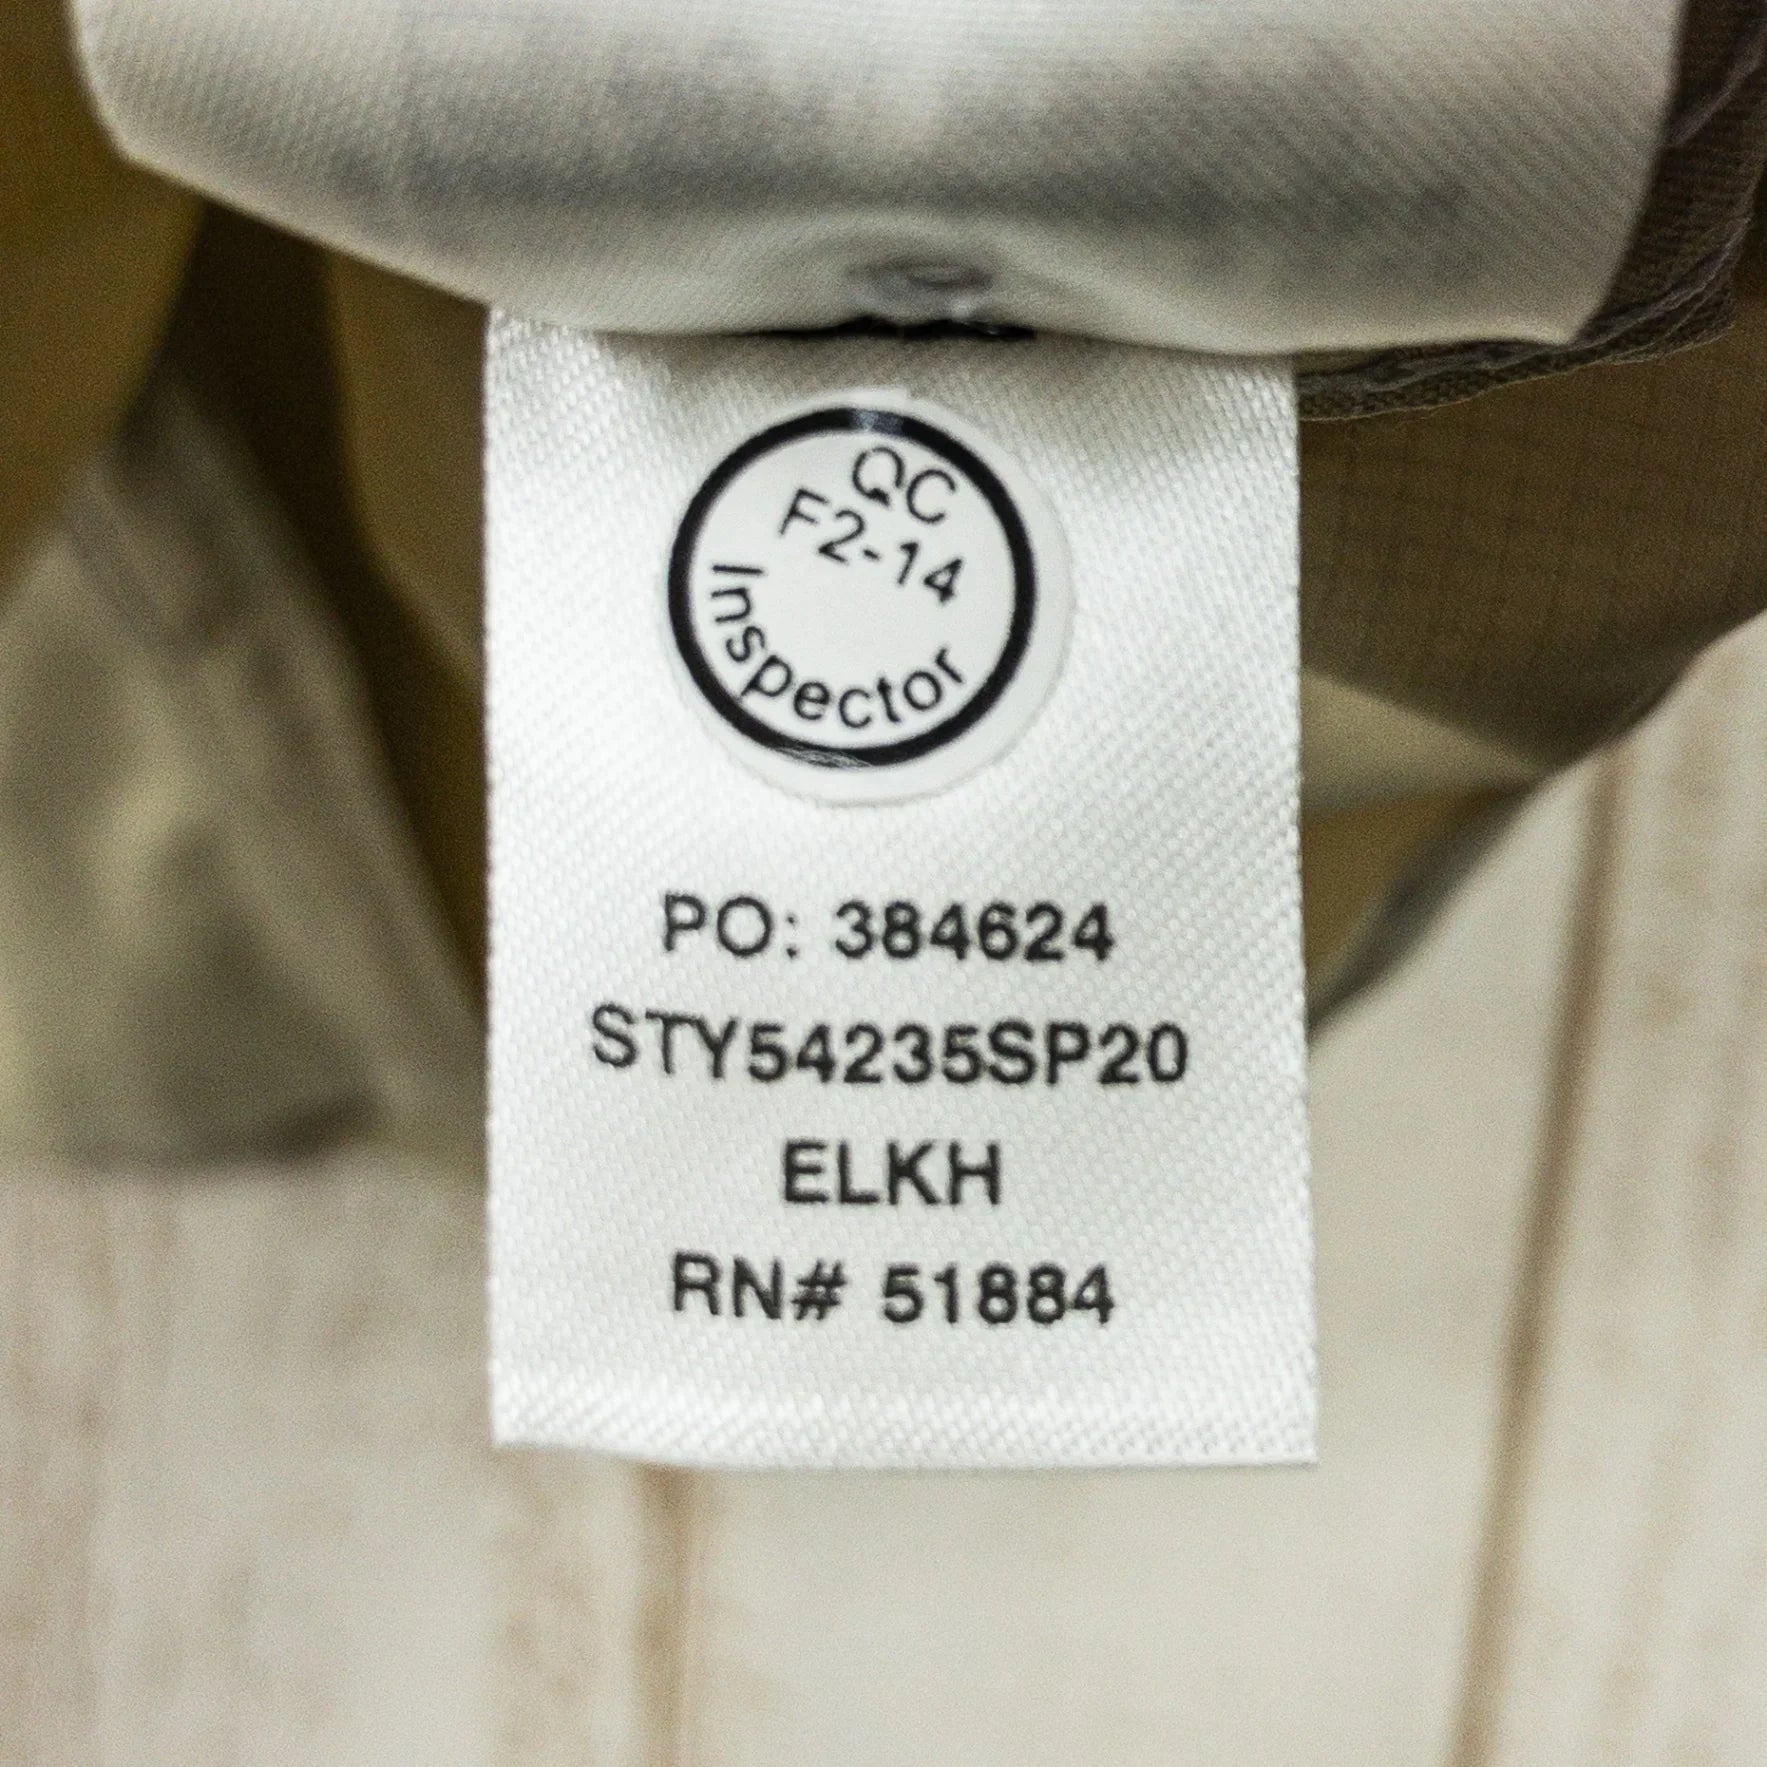 QC
F2-14
Inspector
PO: 384624
STY54235SP20
ELKH
RN# 51884